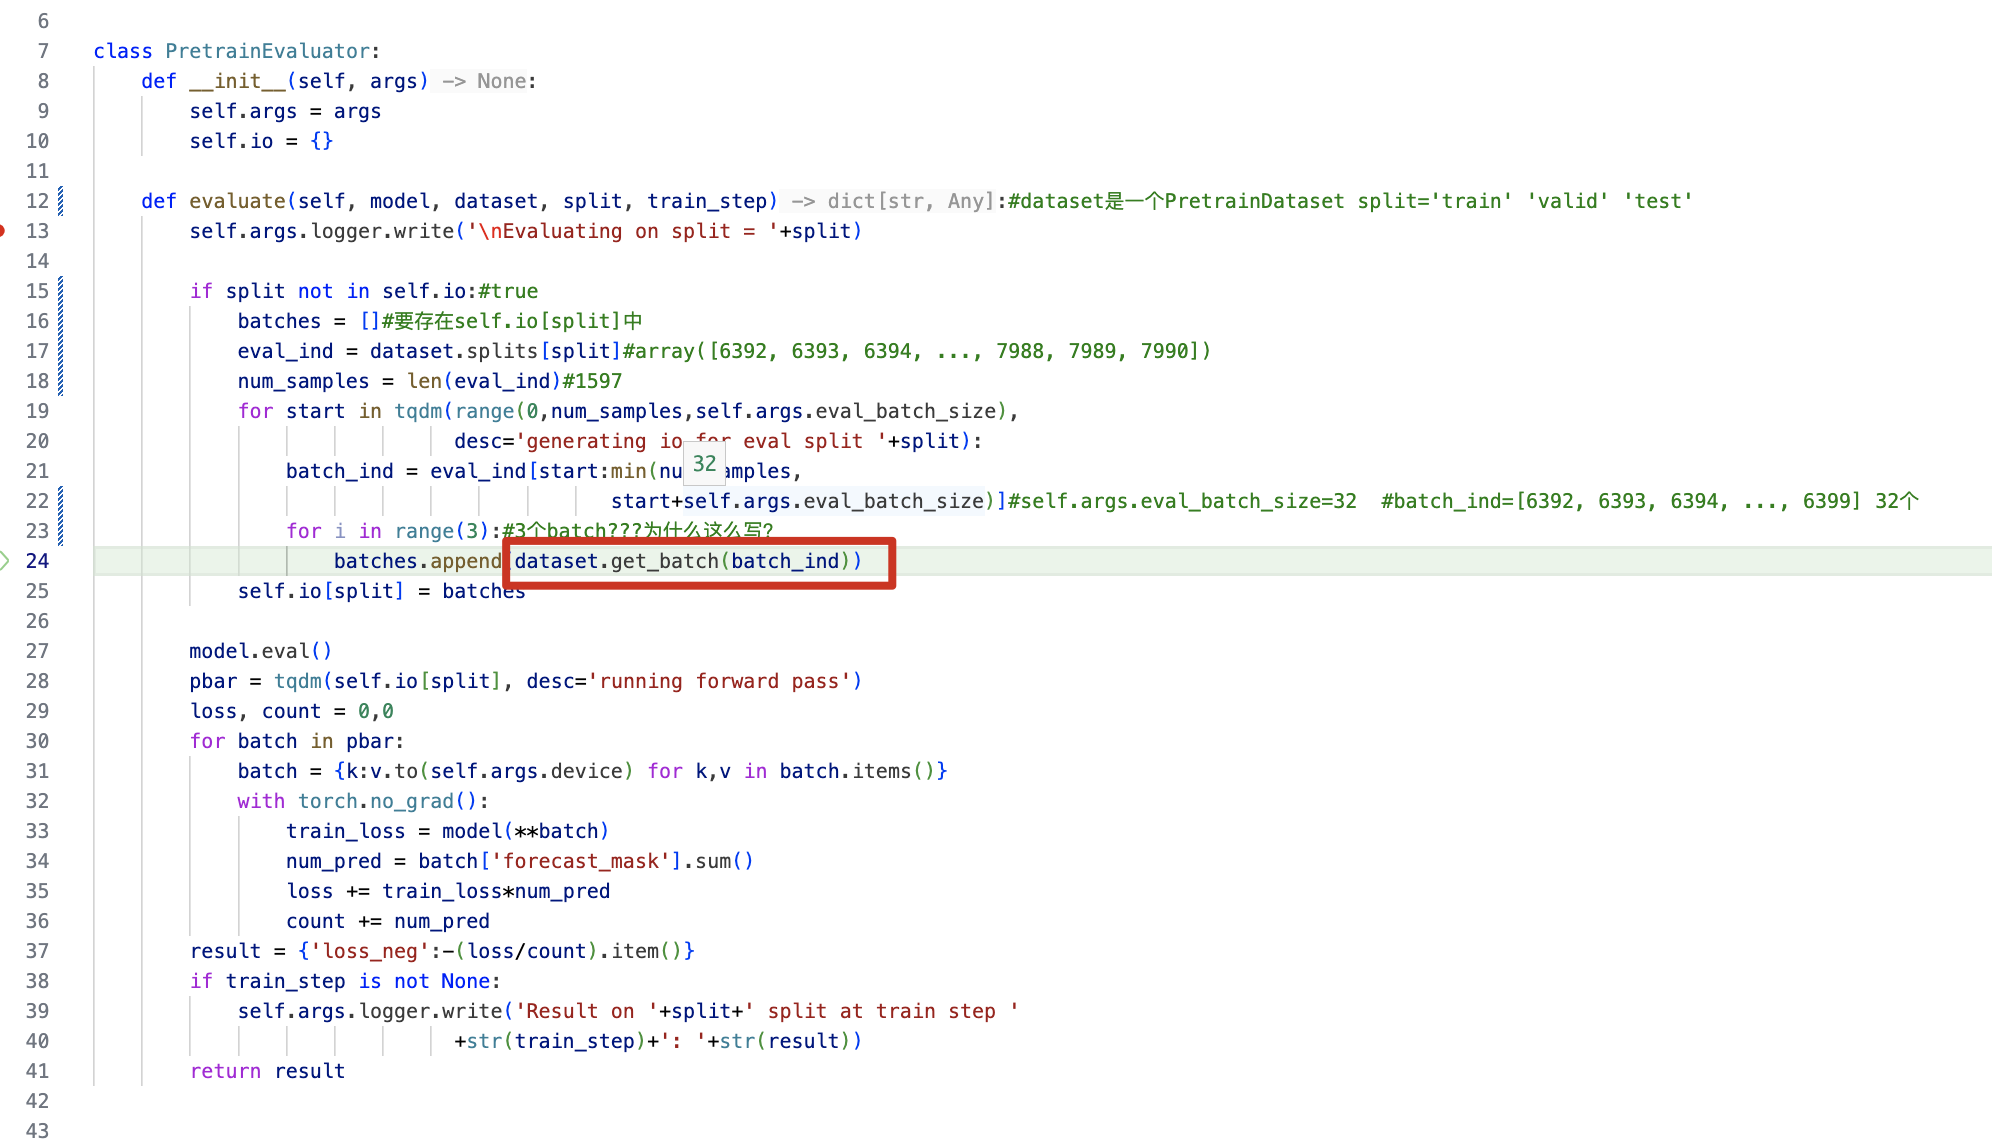 6
7 class PretrainEvaluator:
8 def __init__(self, args) -> None:
9 self.args = args
10 self.io = {}
11
12 def evaluate(self, model, dataset, split, train_step) -> dict[str, Any]:#dataset是一个PretrainDataset split='train' 'valid' 'test'
13 self.args.logger.write('\nEvaluating on split = '+split)
14
15 if split not in self.io:#true
16 batches = []#要存在self.io[split]中
17 eval_ind = dataset.splits[split]#array([6392, 6393, 6394, ..., 7988, 7989, 7990])
18 num_samples = len(eval_ind)#1597
19 for start in tqdm(range(0,num_samples,self.args.eval_batch_size),
20 desc='generating io for eval split '+split):
32
21 batch_ind = eval_ind[start:min(nu amples,
22 start+self.args.eval_batch_size)]#self.args.eval_batch_size=32  #batch_ind=[6392, 6393, 6394, ..., 6399] 32个
23 for i in range(3):#3个batch???为什么这么写?
24 batches.append(dataset.get_batch(batch_ind))
25 self.io[split] = batches
26
27 model.eval()
28 pbar = tqdm(self.io[split], desc='running forward pass')
29 loss, count = 0,0
30 for batch in pbar:
31 batch = {k:v.to(self.args.device) for k,v in batch.items()}
32 with torch.no_grad():
33 train_loss = model(**batch)
34 num_pred = batch['forecast_mask'].sum()
35 loss += train_loss*num_pred
36 count += num_pred
37 result = {'loss_neg':-(loss/count).item()}
38 if train_step is not None:
39 self.args.logger.write('Result on '+split+' split at train step '
40 +str(train_step)+': '+str(result))
41 return result
42
43